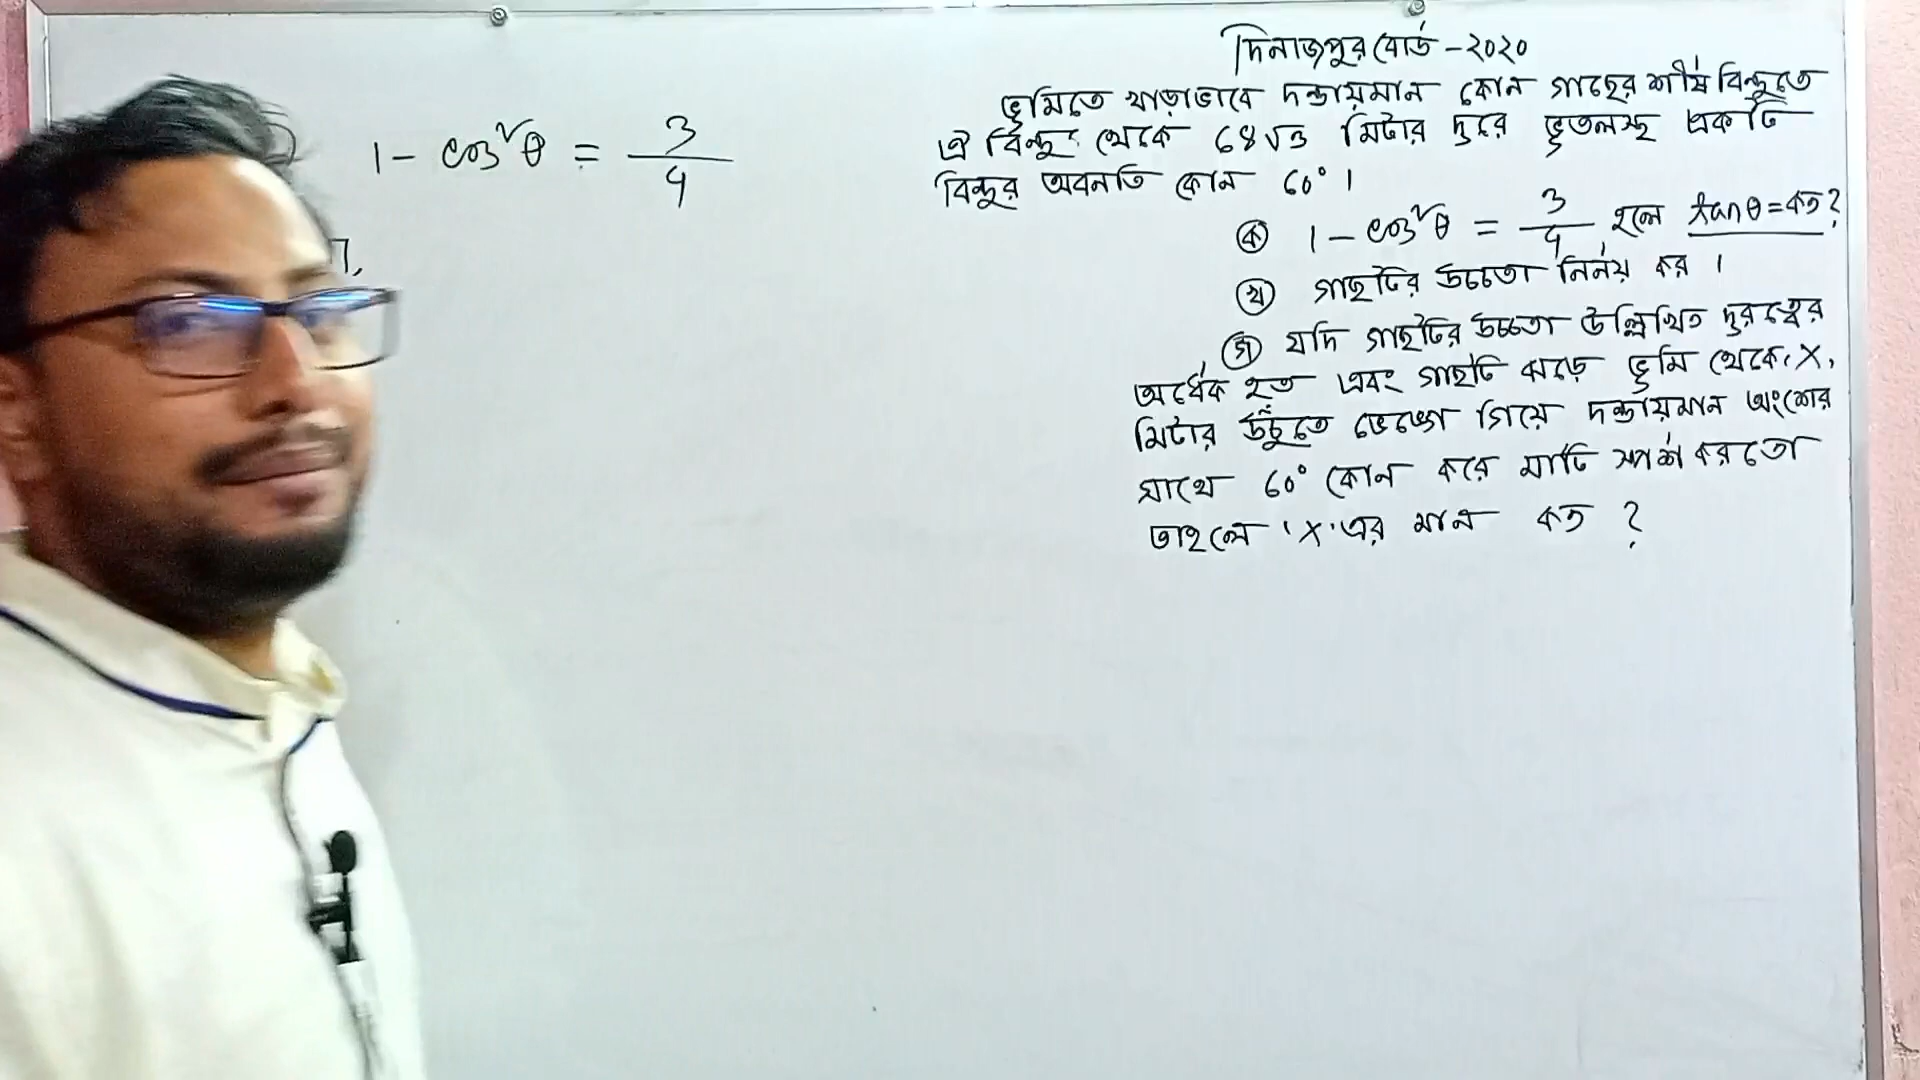 দিনাজপুর বোর্ড - ২০২০
ভূমিতে খাড়াভাবে দন্ডায়মান কোন গাছের শীর্ষ বিন্দুতে
ঐ বিন্দু থেকে ৬৪√৩ মিটার দূরে ভূতলস্থ একটি
বিন্দুর অবনতি কোন 60° ।
ক 1 - cos²θ = 3/4 হলে tanθ = কত?
খ গাছটির উচ্চতা নির্নয় কর ।
গ যদি গাছটির উচ্চতা উল্লিখিত দূরত্বের
অর্ধেক হত এবং গাছটি ঝড়ে ভূমি থেকে 'X'
মিটার উঁচুতে ভেঙ্গে গিয়ে দন্ডায়মান অংশের
সাথে 60° কোন করে মাটি স্পর্শ করতো
তাহলে 'X' এর মান কত ?
1 - cos²θ = 3/4